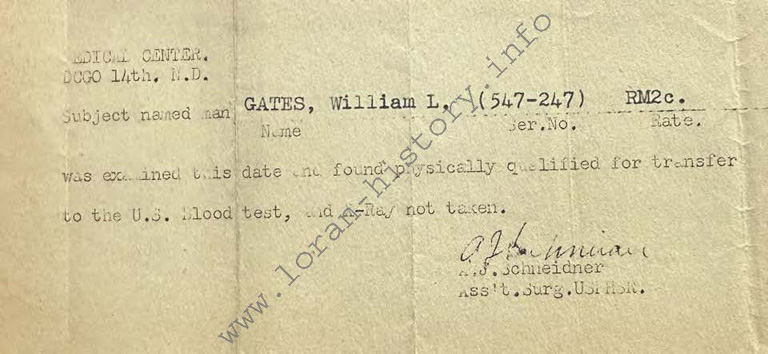 MEDICAL CENTER.
DCGO 14th. N.D.
Subject named man GATES, William L. (547-247) RM2c.
Name Ser.No. Rate.
was examined this date and found physically qualified for transfer
to the U.S. Blood test, and X-Ray not taken.
Schneidner
Ass't.Surg.USPHSR.
www.loran-history.info